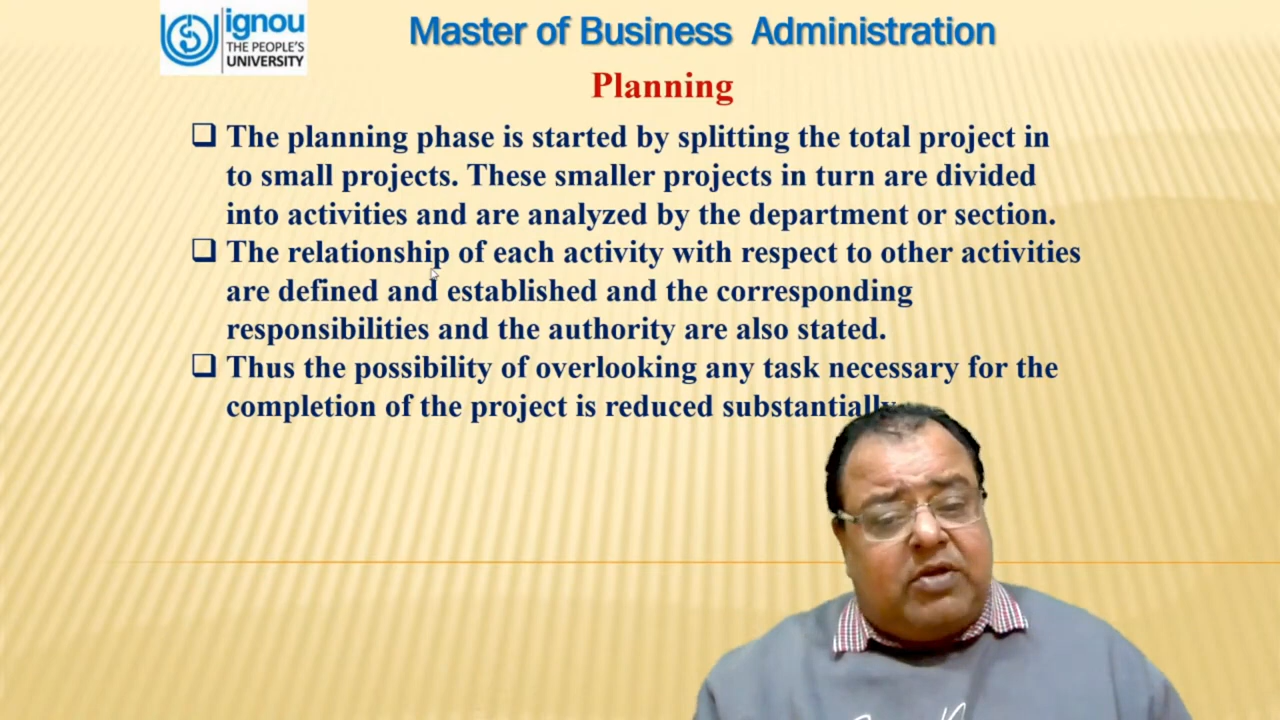 ignou
THE PEOPLE'S
UNIVERSITY
Master of Business Administration
Planning
❑ The planning phase is started by splitting the total project in
to small projects. These smaller projects in turn are divided
into activities and are analyzed by the department or section.
❑ The relationship of each activity with respect to other activities
are defined and established and the corresponding
responsibilities and the authority are also stated.
❑ Thus the possibility of overlooking any task necessary for the
completion of the project is reduced substantially